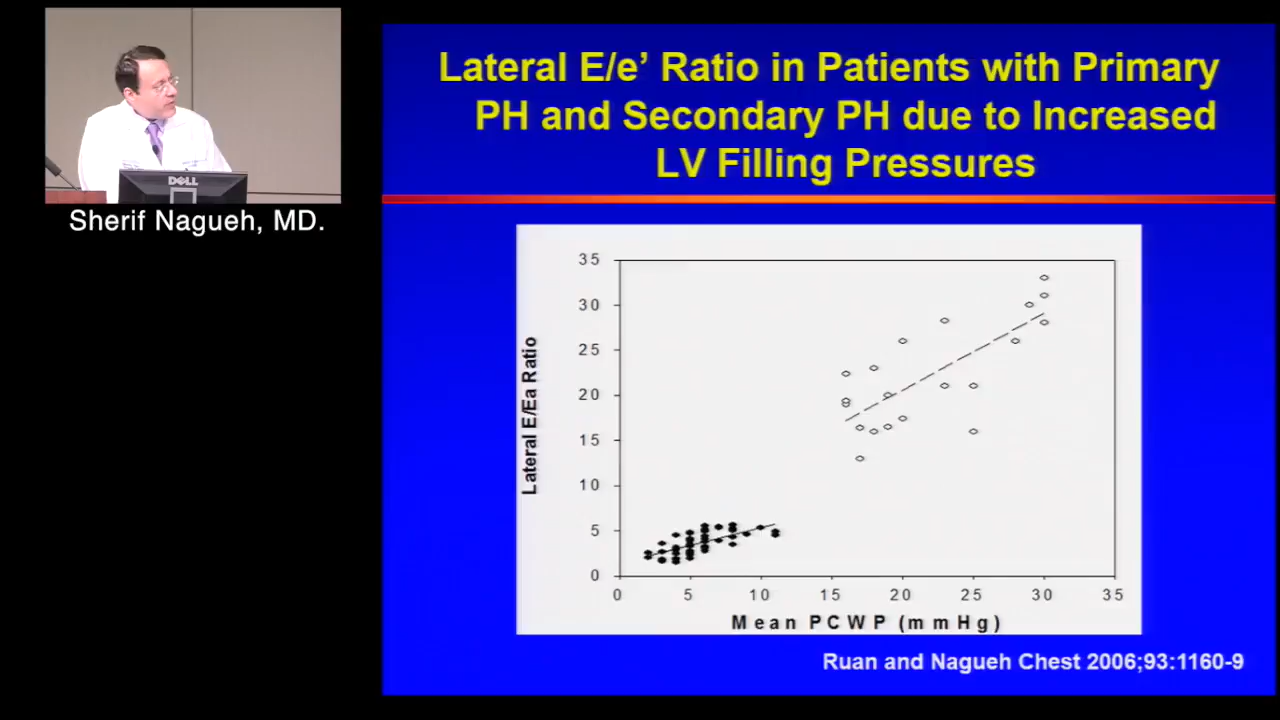 Lateral E/e’ Ratio in Patients with Primary
PH and Secondary PH due to Increased
LV Filling Pressures
DELL
Sherif Nagueh, MD.
35
30
25
20
15
10
5
0
Lateral E/Ea Ratio
0 5 10 15 20 25 30 35
Mean PCWP (mmHg)
Ruan and Nagueh Chest 2006;93:1160-9